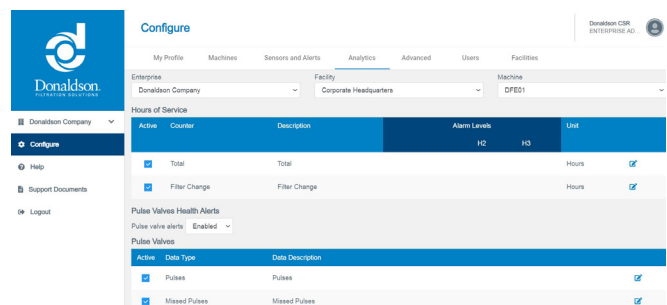 Configure
Donaldson CSR
ENTERPRISE AD...
Donaldson.
FILTRATION SOLUTIONS
My Profile Machines Sensors and Alerts Analytics Advanced Users Facilities
Enterprise Facility Machine
Donaldson Company Corporate Headquarters DFE01
Hours of Service
Active Counter Description Alarm Levels Unit
H2 H3
Total Total Hours
Filter Change Filter Change Hours
Pulse Valves Health Alerts
Pulse valve alerts Enabled
Pulse Valves
Active Data Type Data Description
Pulses Pulses
Missed Pulses Missed Pulses
Donaldson Company
Configure
Help
Support Documents
Logout